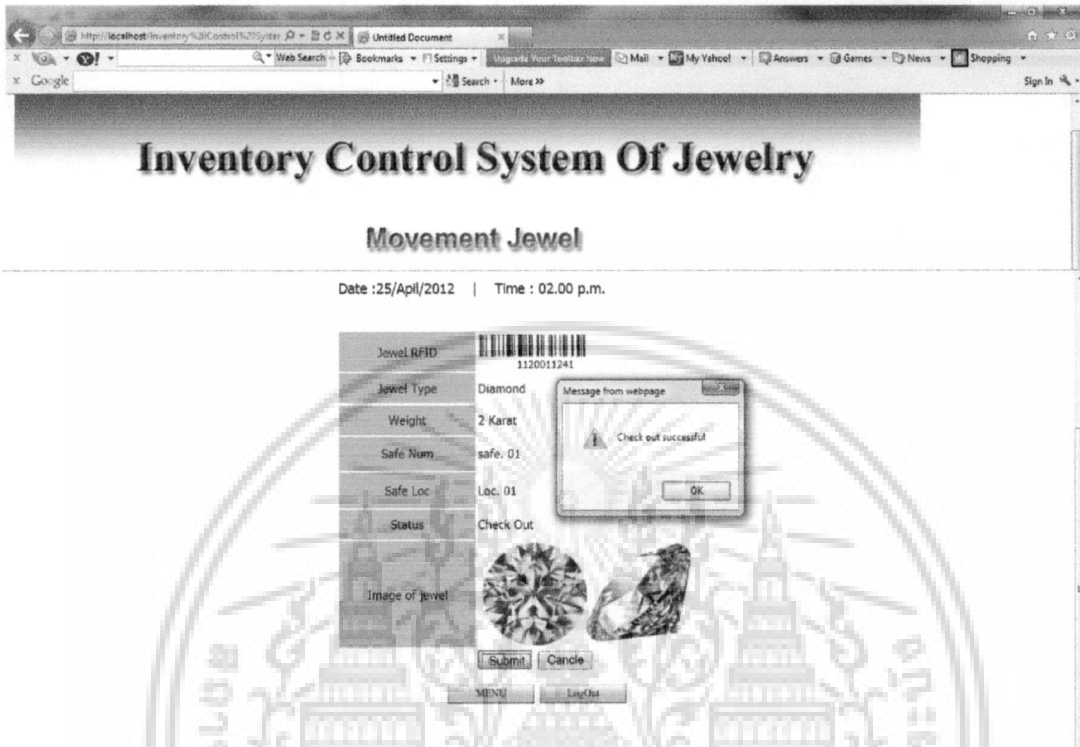 http://localhost/Inventory%20Control%20Syster
Untitled Document
Web Search
Bookmarks
Settings
Upgrade Your Toolbar Now
Mail
My Yahoo!
Answers
Games
News
Shopping
Google
Search
More >>
Sign In
Inventory Control System Of Jewelry
Movement Jewel
Date :25/Apil/2012 | Time : 02.00 p.m.
Jewel RFID
1120011241
Jewel Type Diamond
Weight 2 Karat
Safe Num safe. 01
Safe Loc Loc. 01
Status Check Out
Image of jewel
Message from webpage
Check out successful
OK
Submit Cancle
MENU LogOut